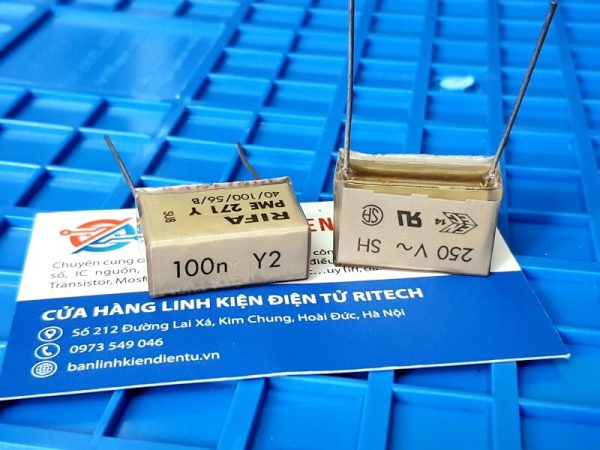 RIFA
PME 271 Y
40/100/56/B
100n Y2
14
250 V~ SH
EN
Chuyên cung
số, IC nguồn,
Transistor,
CỬA HÀNG LINH KIỆN ĐIỆN TỬ RITECH
Số 212 Đường Lai Xá, Kim Chung, Hoài Đức, Hà Nội
0973 549 046
banlinhkiendientu.vn